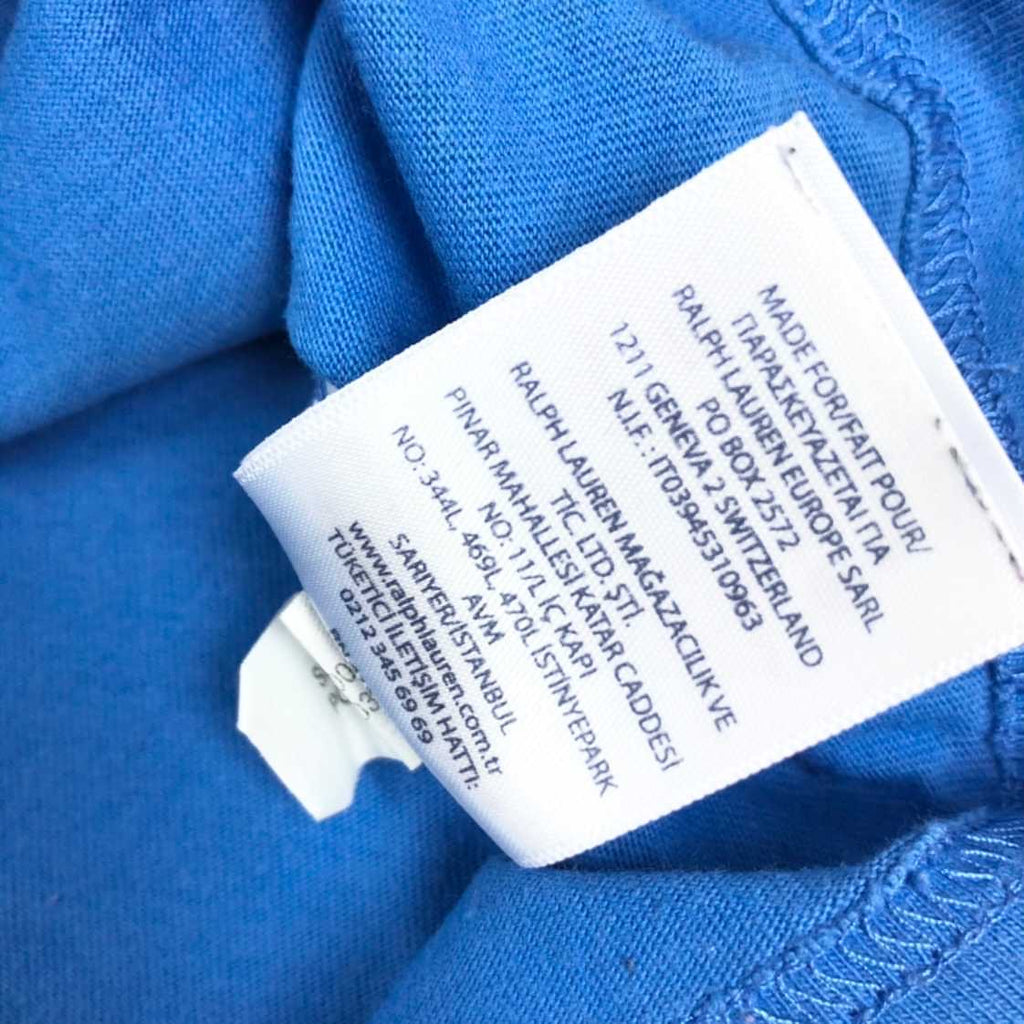 MADE FOR/FAIT POUR/
ΠΑΡΑΣΚΕΥΑΖΕΤΑΙ ΓΙΑ
RALPH LAUREN EUROPE SARL
PO BOX 2572
1211 GENEVA 2 SWITZERLAND
N.I.F.: IT03945310963
RALPH LAUREN MAĞAZACILIK VE
TİC. LTD. ŞTİ.
PINAR MAHALLESİ KATAR CADDESİ
NO: 11/L İÇ KAPI
NO: 344L, 469L, 470L İSTİNYEPARK
AVM
SARIYER/İSTANBUL
www.ralphlauren.com.tr
TÜKETİCİ İLETİŞİM HATTI:
0212 345 69 69